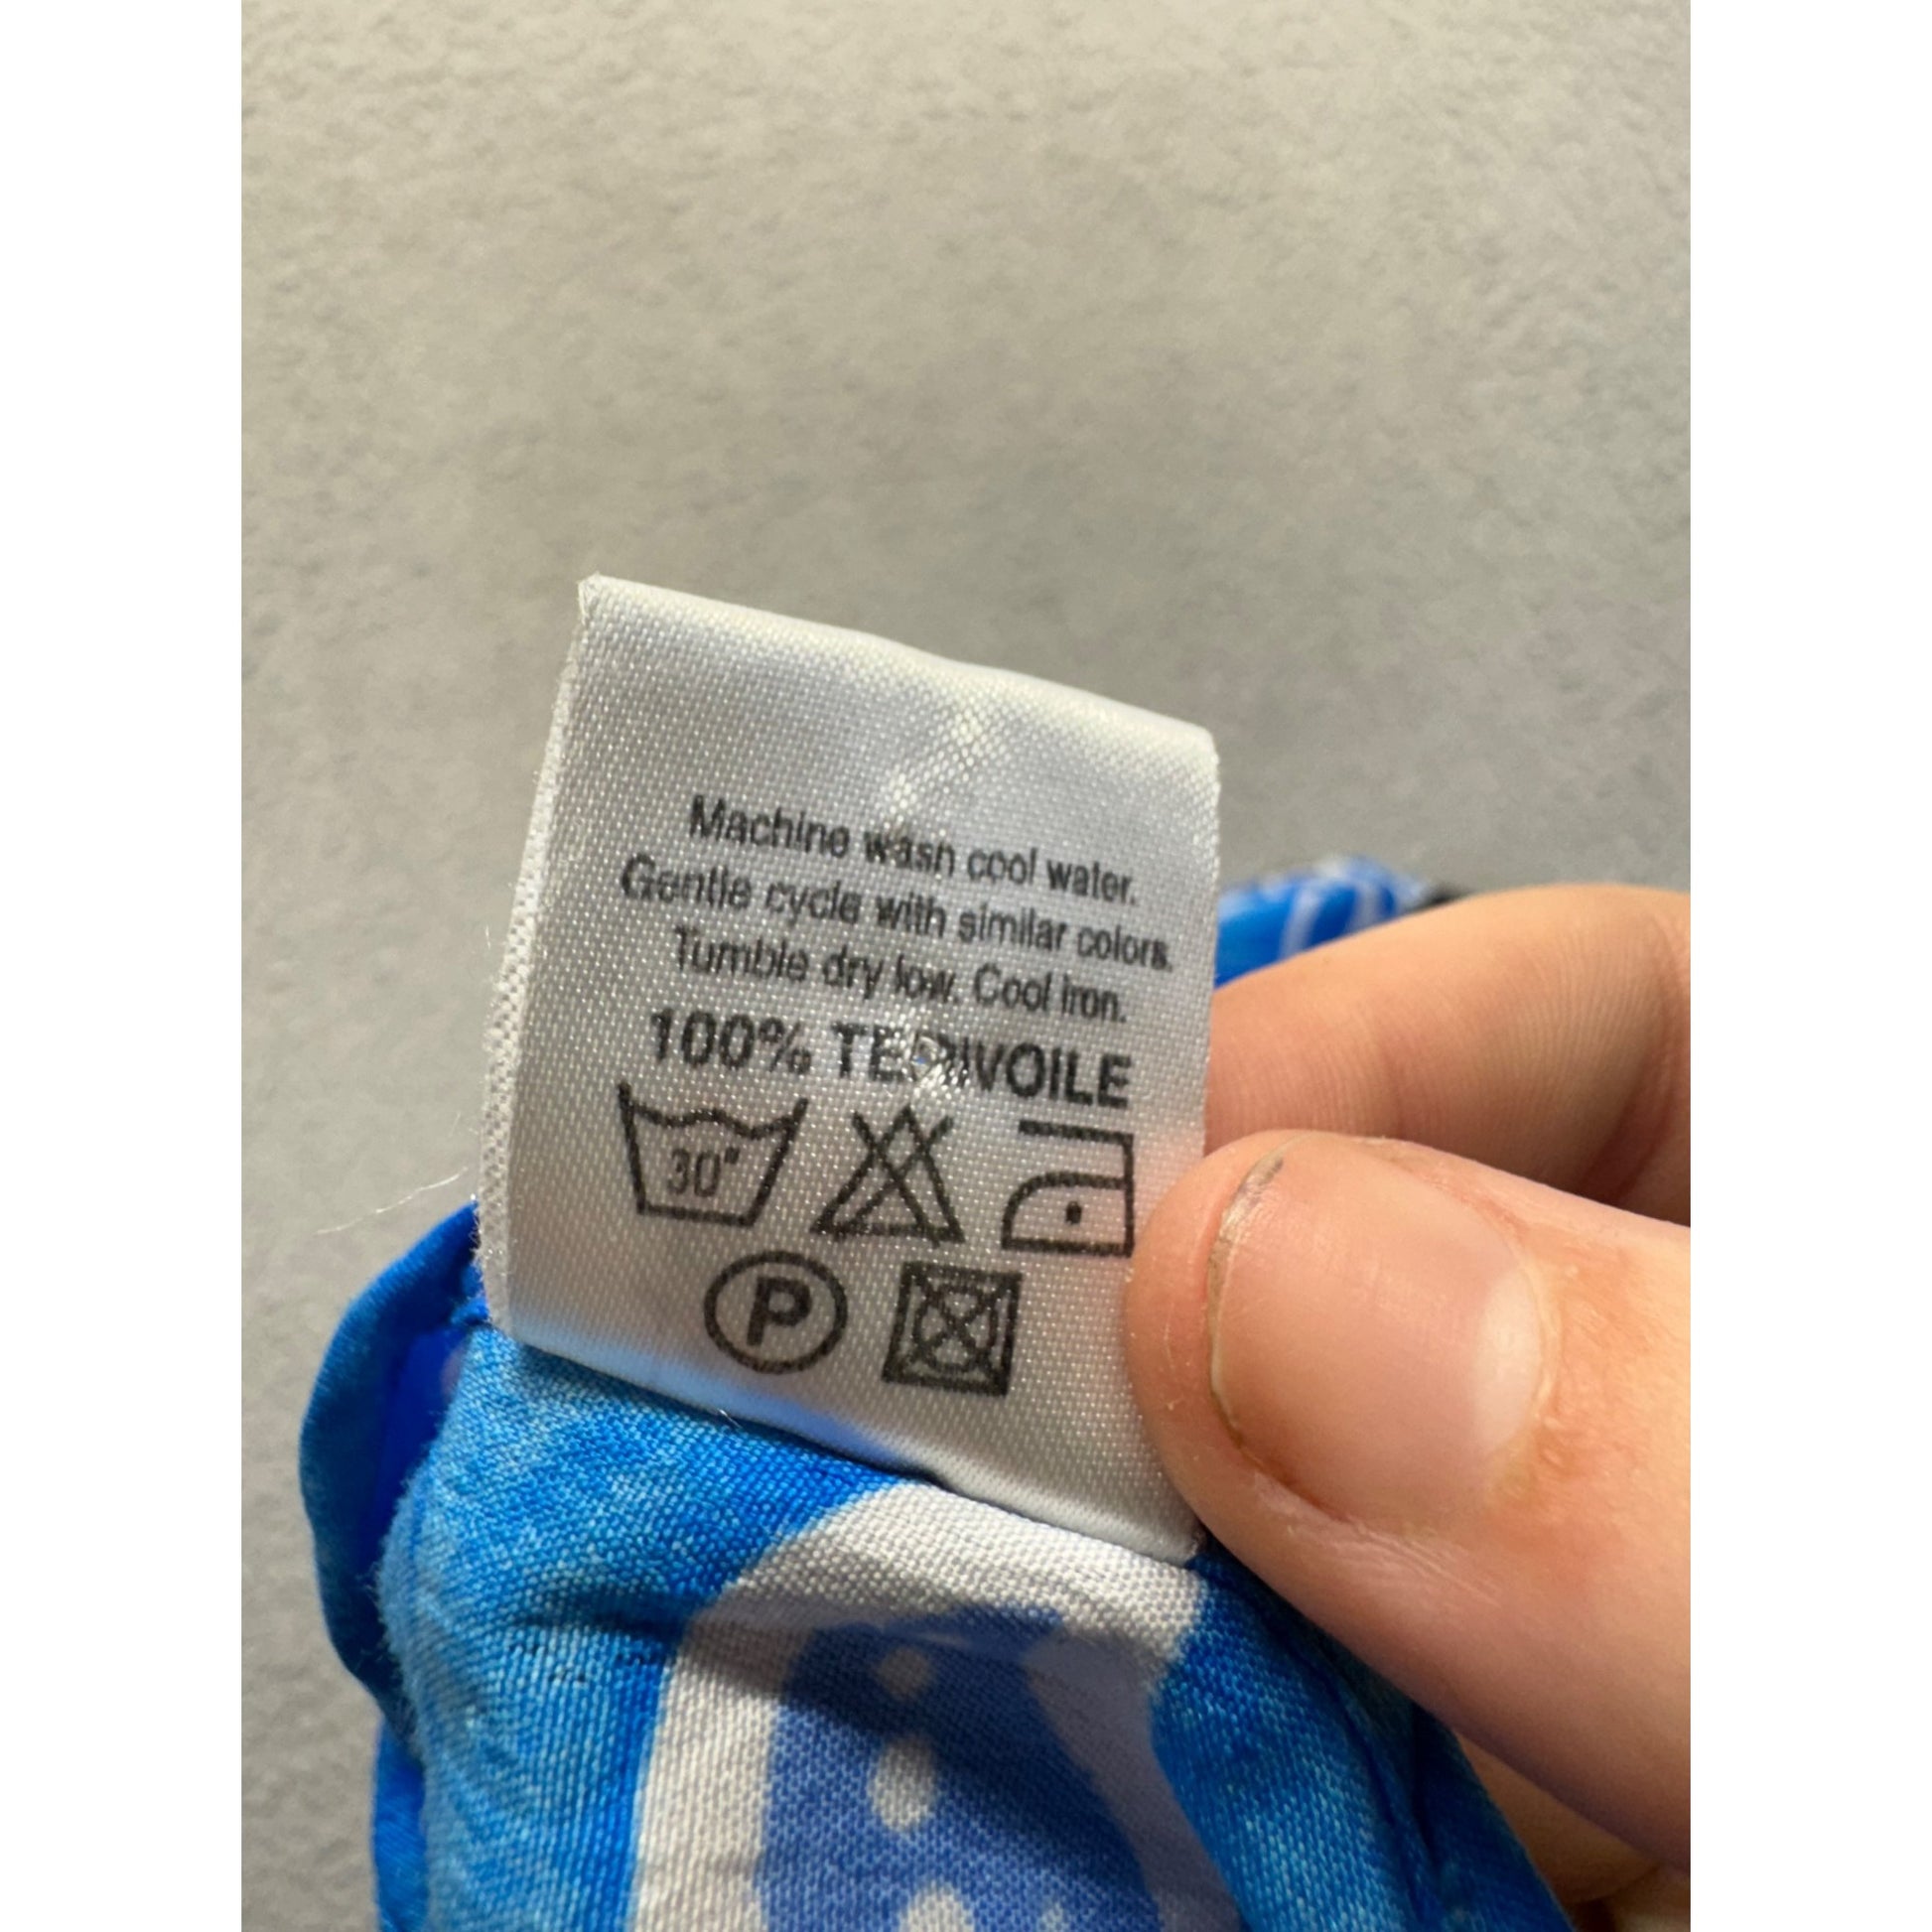 Machine wash cool water.
Gentle cycle with similar colors.
Tumble dry low. Cool iron.
100% TERIVOILE
30°
P